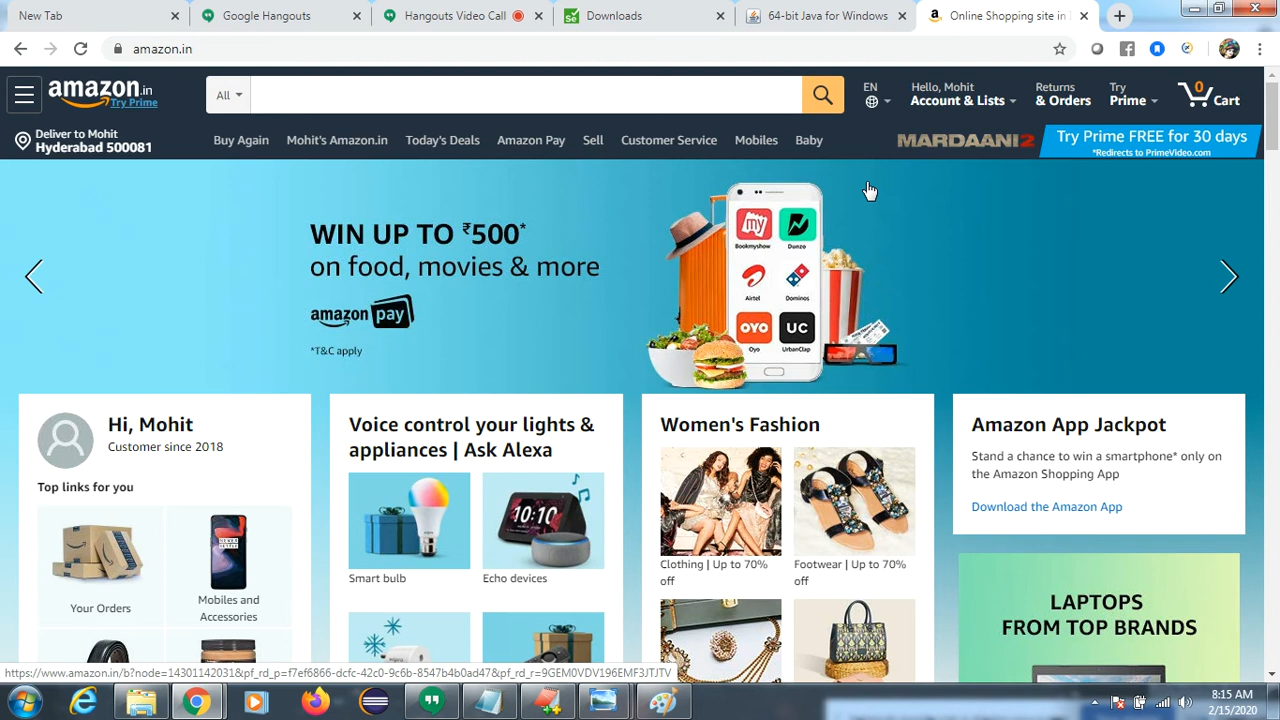 New Tab
Google Hangouts
Hangouts Video Call
Downloads
64-bit Java for Windows
Online Shopping site in
amazon.in
amazon.in
Try Prime
All
EN
Hello, Mohit
Account & Lists
Returns
& Orders
Try
Prime
0
Cart
Deliver to Mohit
Hyderabad 500081
Buy Again
Mohit's Amazon.in
Today's Deals
Amazon Pay
Sell
Customer Service
Mobiles
Baby
MARDAANI 2
Try Prime FREE for 30 days
*Redirects to PrimeVideo.com
WIN UP TO ₹500*
on food, movies & more
amazon pay
*T&C apply
my
Bookmyshow
Dunzo
Airtel
Dominos
OYO
Oyo
UC
UrbanClap
Hi, Mohit
Customer since 2018
Top links for you
Your Orders
Mobiles and
Accessories
Voice control your lights &
appliances | Ask Alexa
10:10
Smart bulb
Echo devices
Women's Fashion
Clothing | Up to 70%
off
Footwear | Up to 70%
off
Amazon App Jackpot
Stand a chance to win a smartphone* only on
the Amazon Shopping App
Download the Amazon App
LAPTOPS
FROM TOP BRANDS
https://www.amazon.in/b?node=14301142031&pf_rd_p=f7ef6866-dcfc-42c0-9c6b-8547b4b0ad47&pf_rd_r=9GEM0VDV196EMF3JTJTV
8:15 AM
2/15/2020